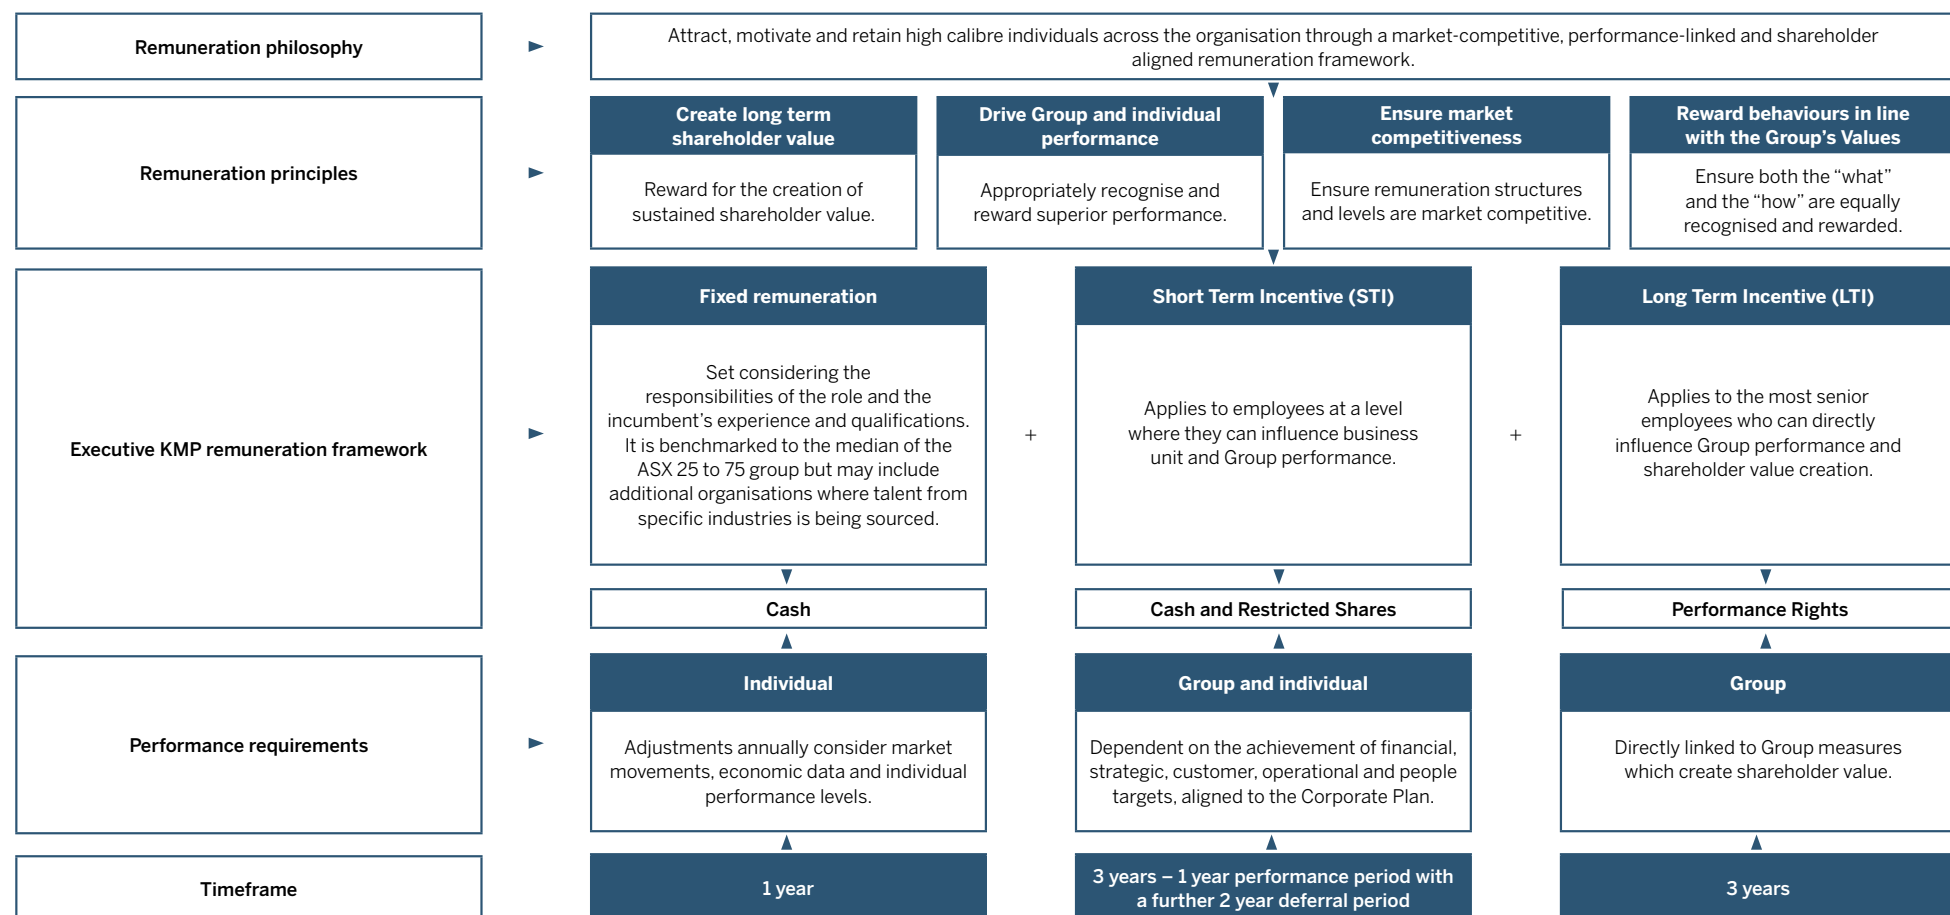 Remuneration philosophy
Attract, motivate and retain high calibre individuals across the organisation through a market-competitive, performance-linked and shareholder
aligned remuneration framework.
Remuneration principles
Create long term
shareholder value
Reward for the creation of
sustained shareholder value.
Drive Group and individual
performance
Appropriately recognise and
reward superior performance.
Ensure market
competitiveness
Ensure remuneration structures
and levels are market competitive.
Reward behaviours in line
with the Group’s Values
Ensure both the “what”
and the “how” are equally
recognised and rewarded.
Executive KMP remuneration framework
Fixed remuneration
Set considering the
responsibilities of the role and the
incumbent’s experience and qualifications.
It is benchmarked to the median of the
ASX 25 to 75 group but may include
additional organisations where talent from
specific industries is being sourced.
Cash
+
Short Term Incentive (STI)
Applies to employees at a level
where they can influence business
unit and Group performance.
Cash and Restricted Shares
+
Long Term Incentive (LTI)
Applies to the most senior
employees who can directly
influence Group performance and
shareholder value creation.
Performance Rights
Performance requirements
Individual
Adjustments annually consider market
movements, economic data and individual
performance levels.
Group and individual
Dependent on the achievement of financial,
strategic, customer, operational and people
targets, aligned to the Corporate Plan.
Group
Directly linked to Group measures
which create shareholder value.
Timeframe
1 year
3 years – 1 year performance period with
a further 2 year deferral period
3 years